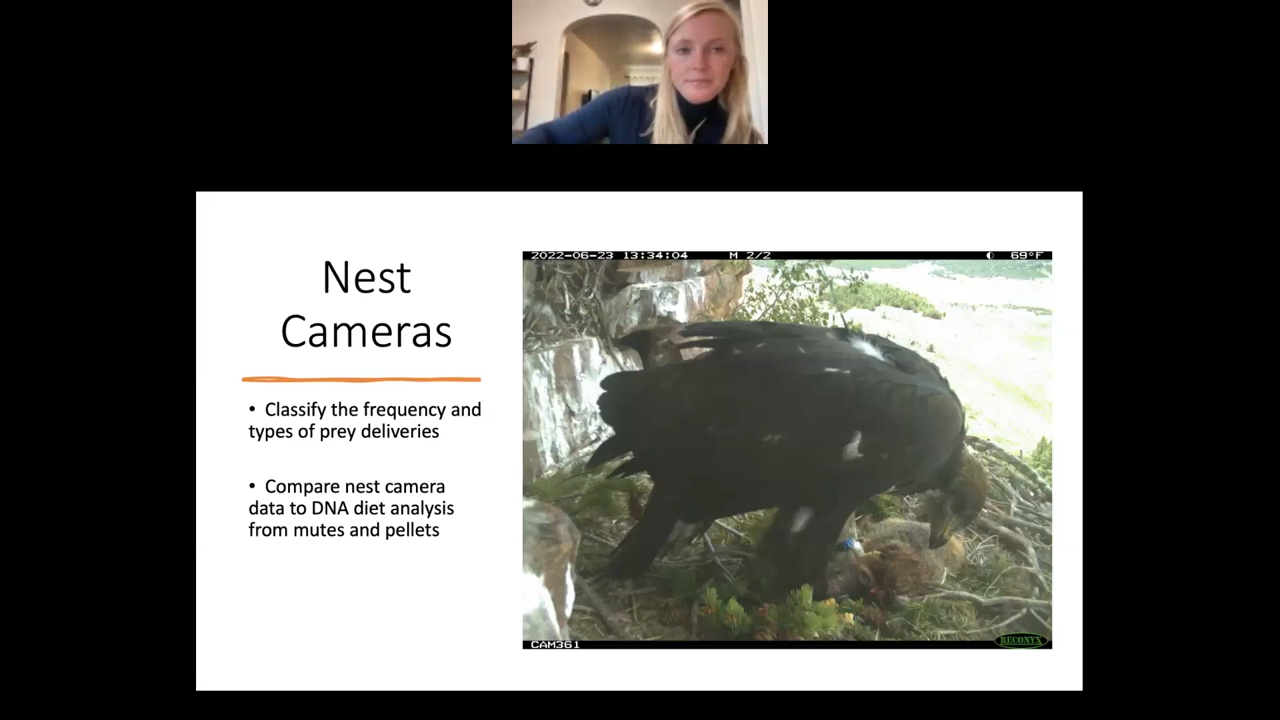 Nest
Cameras
• Classify the frequency and
types of prey deliveries
• Compare nest camera
data to DNA diet analysis
from mutes and pellets
2022-06-23 13:34:04 M 2/2 69°F
CAM361
RECONYX